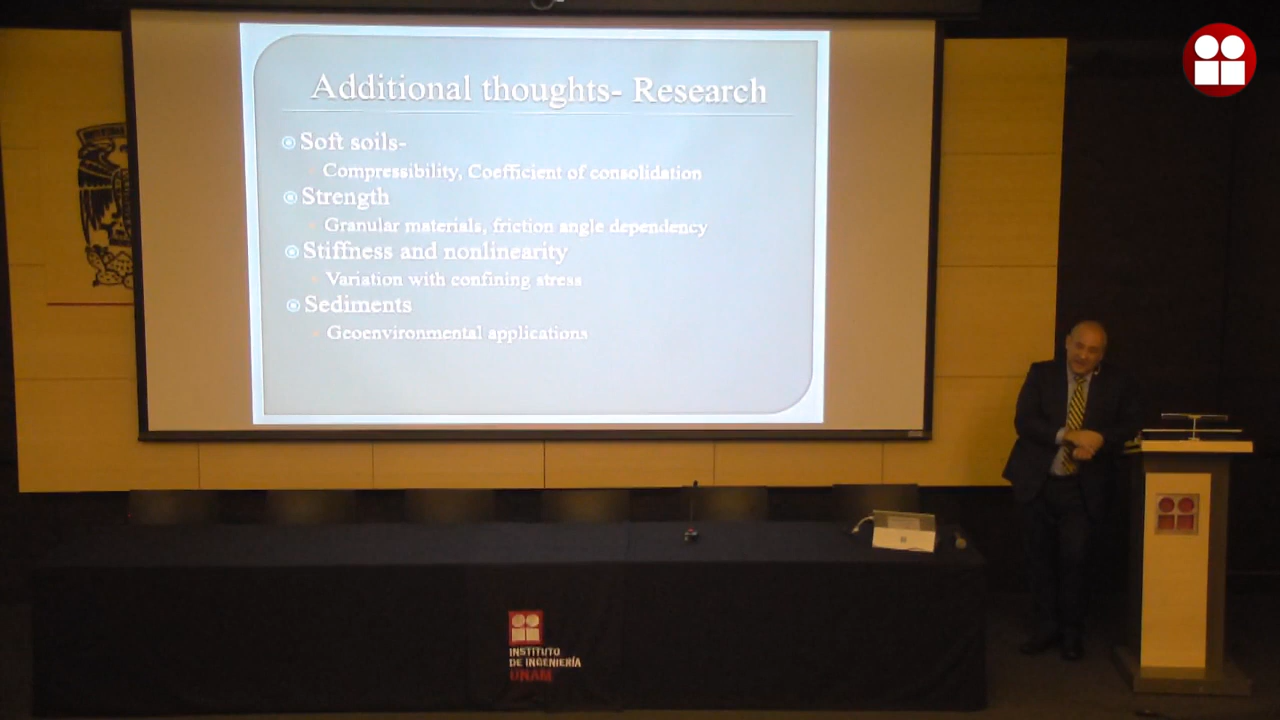 Additional thoughts- Research
Soft soils-
Compressibility, Coefficient of consolidation
Strength
Granular materials, friction angle dependency
Stiffness and nonlinearity
Variation with confining stress
Sediments
Geoenvironmental applications
INSTITUTO
DE INGENIERÍA
UNAM